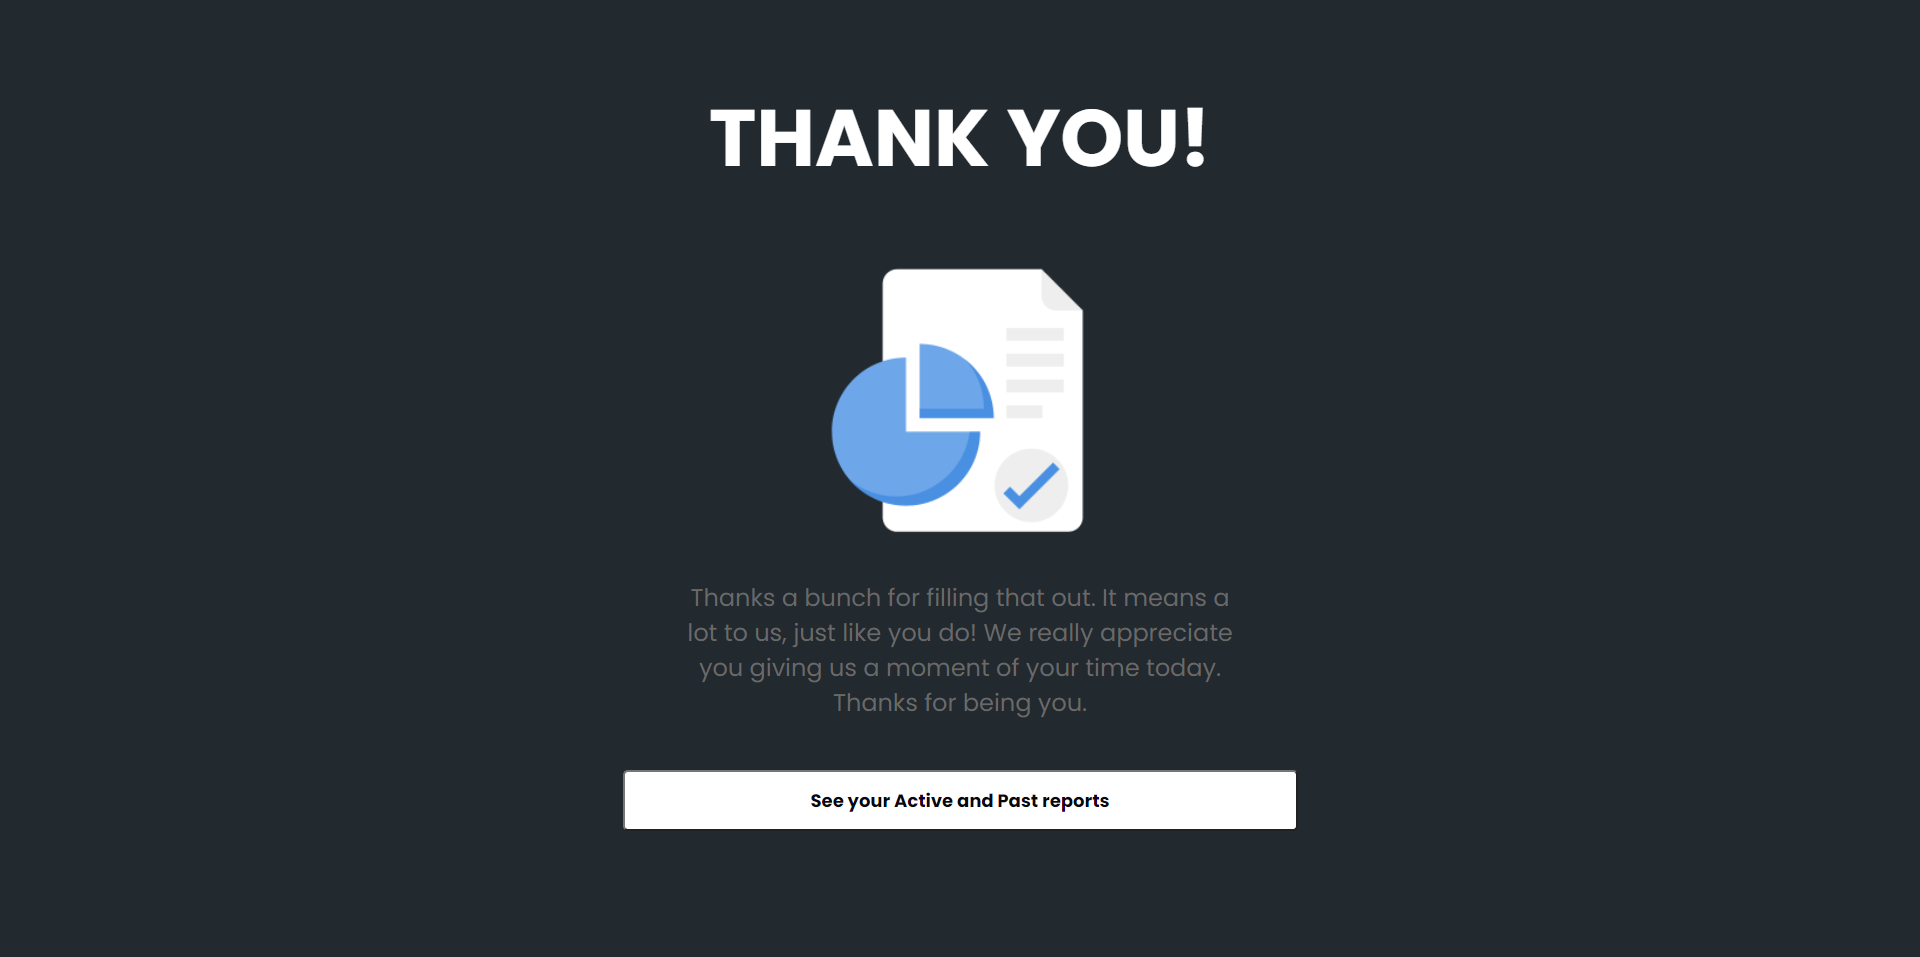 THANK YOU!
Thanks a bunch for filling that out. It means a
lot to us, just like you do! We really appreciate
you giving us a moment of your time today.
Thanks for being you.
See your Active and Past reports